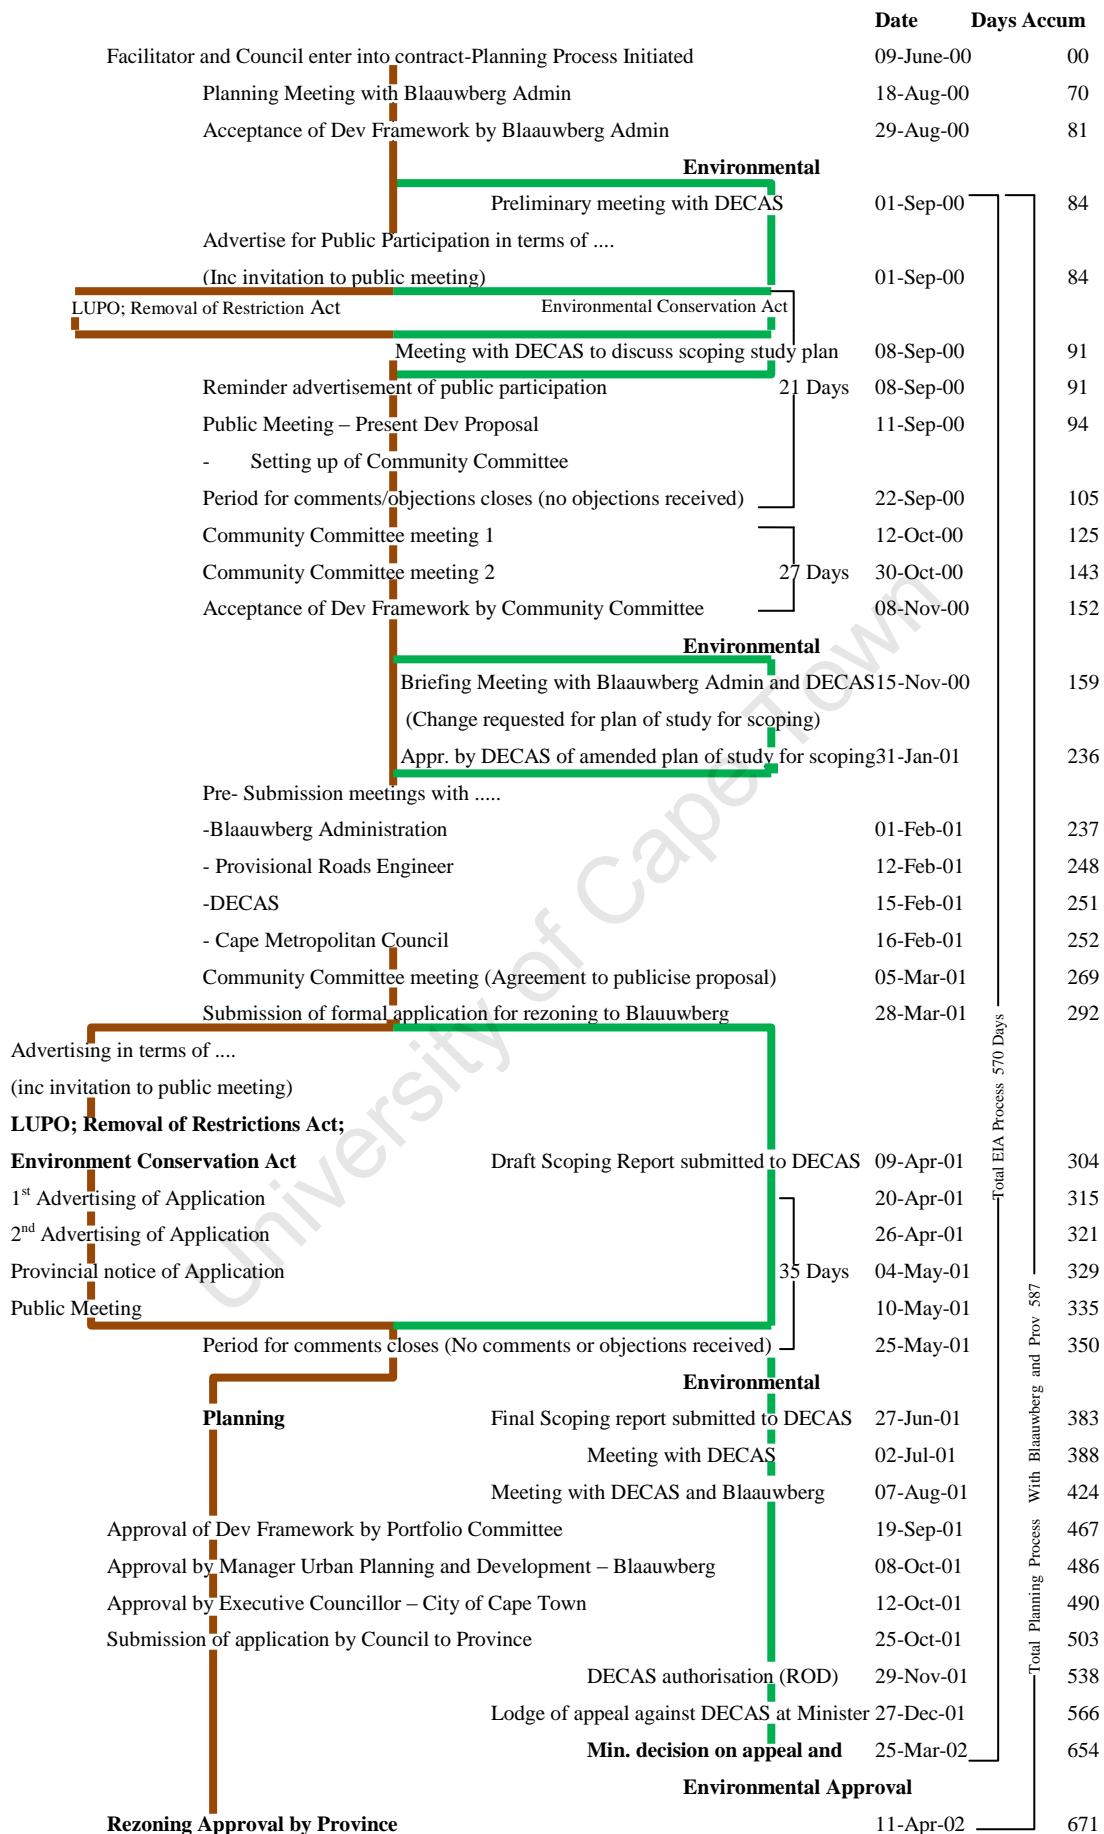 Date Days Accum
Facilitator and Council enter into contract-Planning Process Initiated 09-June-00 00
Planning Meeting with Blaauwberg Admin 18-Aug-00 70
Acceptance of Dev Framework by Blaauwberg Admin 29-Aug-00 81
Environmental
Preliminary meeting with DECAS 01-Sep-00 84
Advertise for Public Participation in terms of ....
(Inc invitation to public meeting) 01-Sep-00 84
LUPO; Removal of Restriction Act Environmental Conservation Act
Meeting with DECAS to discuss scoping study plan 08-Sep-00 91
Reminder advertisement of public participation 21 Days 08-Sep-00 91
Public Meeting – Present Dev Proposal 11-Sep-00 94
- Setting up of Community Committee
Period for comments/objections closes (no objections received) 22-Sep-00 105
Community Committee meeting 1 12-Oct-00 125
Community Committee meeting 2 27 Days 30-Oct-00 143
Acceptance of Dev Framework by Community Committee 08-Nov-00 152
Environmental
Briefing Meeting with Blaauwberg Admin and DECAS 15-Nov-00 159
(Change requested for plan of study for scoping)
Appr. by DECAS of amended plan of study for scoping 31-Jan-01 236
Pre- Submission meetings with .....
-Blaauwberg Administration 01-Feb-01 237
- Provisional Roads Engineer 12-Feb-01 248
-DECAS 15-Feb-01 251
- Cape Metropolitan Council 16-Feb-01 252
Community Committee meeting (Agreement to publicise proposal) 05-Mar-01 269
Submission of formal application for rezoning to Blauuwberg 28-Mar-01 292
Advertising in terms of ....
(inc invitation to public meeting)
LUPO; Removal of Restrictions Act;
Environment Conservation Act Draft Scoping Report submitted to DECAS 09-Apr-01 304
1st Advertising of Application 20-Apr-01 315
2nd Advertising of Application 26-Apr-01 321
Provincial notice of Application 35 Days 04-May-01 329
Public Meeting 10-May-01 335
Period for comments closes (No comments or objections received) 25-May-01 350
Environmental
Planning Final Scoping report submitted to DECAS 27-Jun-01 383
Meeting with DECAS 02-Jul-01 388
Meeting with DECAS and Blaauwberg 07-Aug-01 424
Approval of Dev Framework by Portfolio Committee 19-Sep-01 467
Approval by Manager Urban Planning and Development – Blaauwberg 08-Oct-01 486
Approval by Executive Councillor – City of Cape Town 12-Oct-01 490
Submission of application by Council to Province 25-Oct-01 503
DECAS authorisation (ROD) 29-Nov-01 538
Lodge of appeal against DECAS at Minister 27-Dec-01 566
Min. decision on appeal and 25-Mar-02 654
Environmental Approval
Rezoning Approval by Province 11-Apr-02 671
Total EIA Process 570 Days
Total Planning Process With Blaauwberg and Prov 587
University of Cape Town